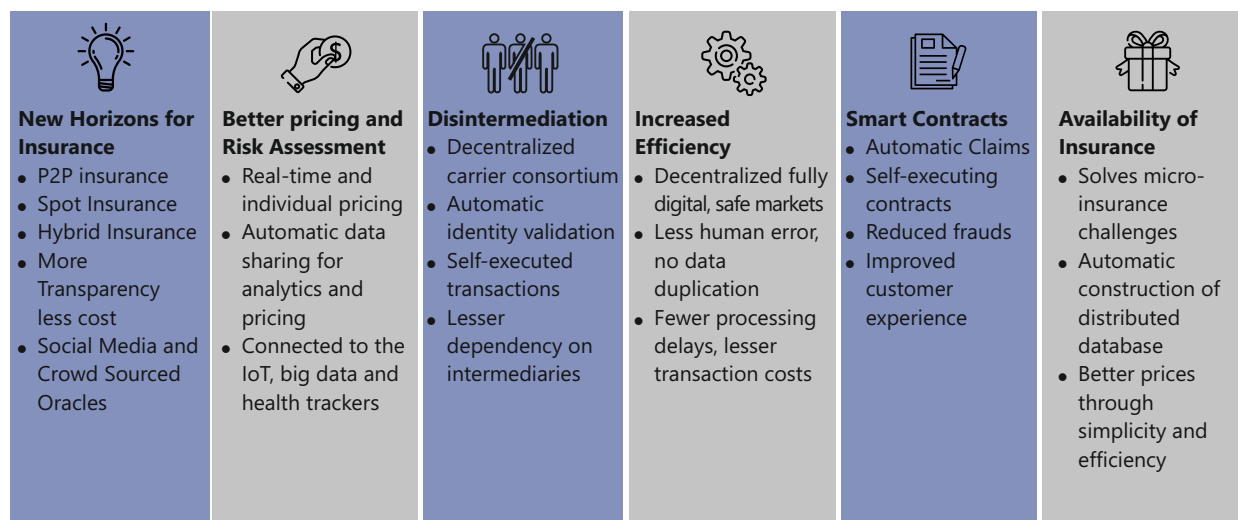 $
New Horizons for
Insurance
• P2P insurance
• Spot Insurance
• Hybrid Insurance
• More
Transparency
less cost
• Social Media and
Crowd Sourced
Oracles
Better pricing and
Risk Assessment
• Real-time and
individual pricing
• Automatic data
sharing for
analytics and
pricing
• Connected to the
IoT, big data and
health trackers
Disintermediation
• Decentralized
carrier consortium
• Automatic
identity validation
• Self-executed
transactions
• Lesser
dependency on
intermediaries
Increased
Efficiency
• Decentralized fully
digital, safe markets
• Less human error,
no data
duplication
• Fewer processing
delays, lesser
transaction costs
Smart Contracts
• Automatic Claims
• Self-executing
contracts
• Reduced frauds
• Improved
customer
experience
Availability of
Insurance
• Solves micro-
insurance
challenges
• Automatic
construction of
distributed
database
• Better prices
through
simplicity and
efficiency